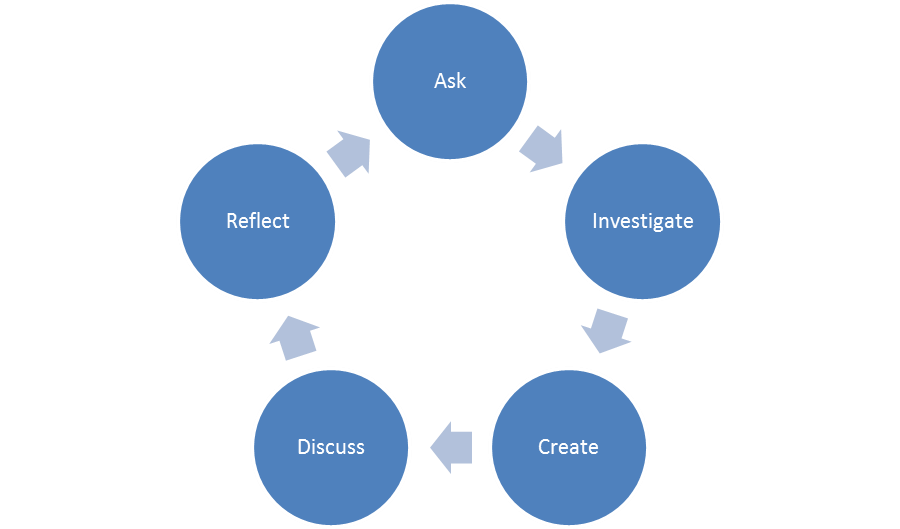 Ask
Investigate
Create
Discuss
Reflect